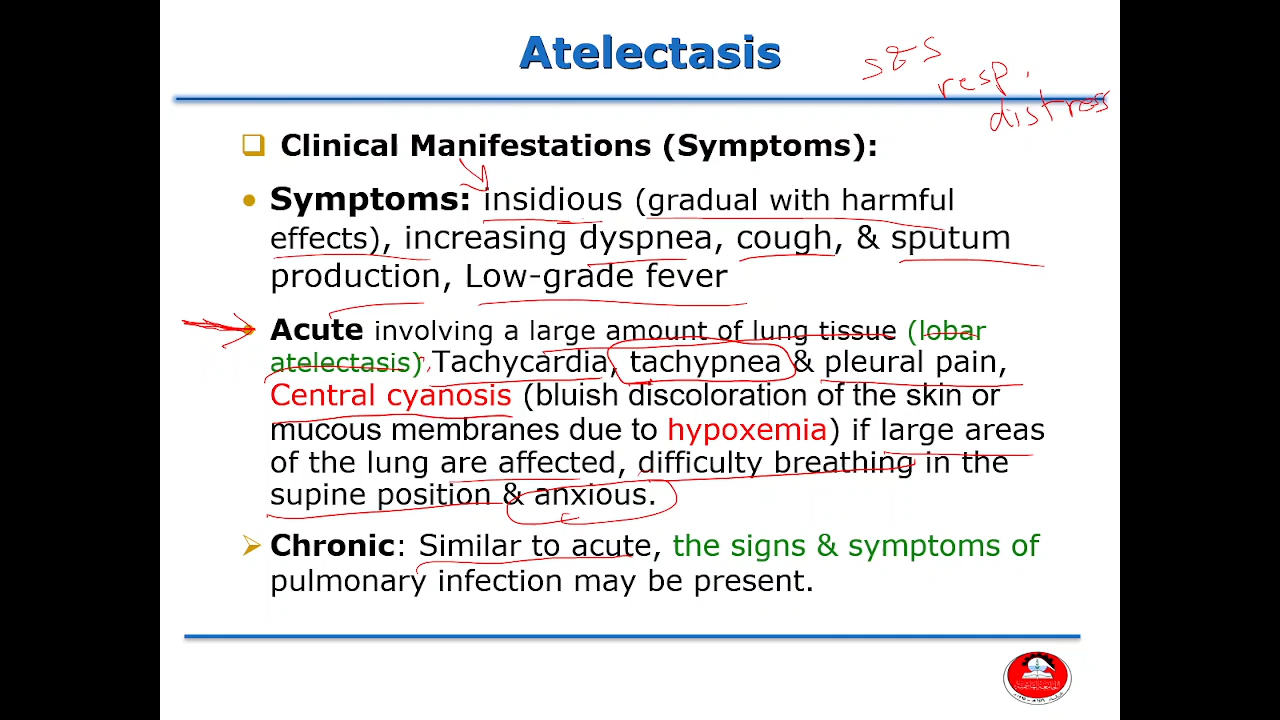 Atelectasis
s & s
resp.
distress
Clinical Manifestations (Symptoms):
Symptoms: insidious (gradual with harmful
effects), increasing dyspnea, cough, & sputum
production, Low-grade fever
Acute involving a large amount of lung tissue (lobar
atelectasis) Tachycardia, tachypnea & pleural pain,
Central cyanosis (bluish discoloration of the skin or
mucous membranes due to hypoxemia) if large areas
of the lung are affected, difficulty breathing in the
supine position & anxious.
Chronic: Similar to acute, the signs & symptoms of
pulmonary infection may be present.